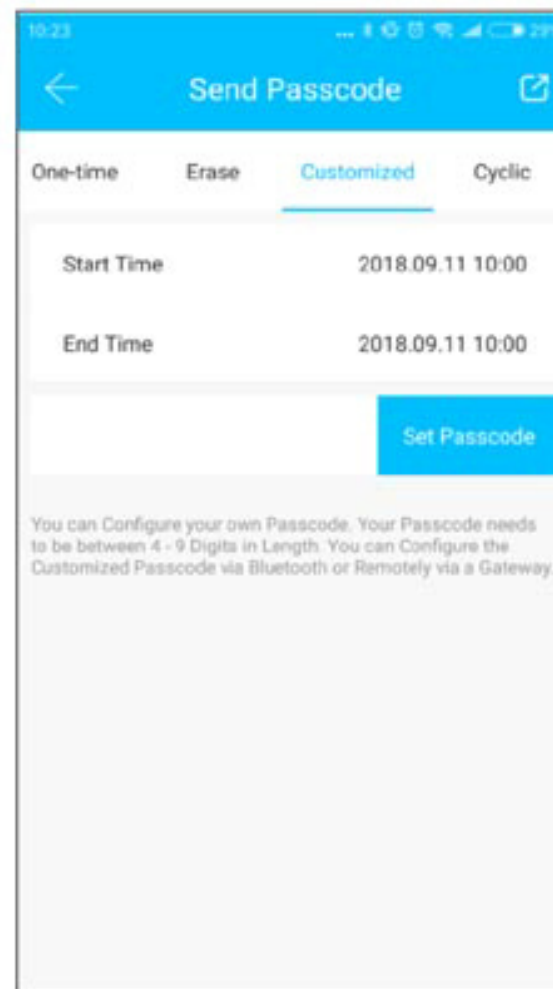 10:23 ... 29%
Send Passcode
One-time Erase Customized Cyclic
Start Time 2018.09.11 10:00
End Time 2018.09.11 10:00
Set Passcode
You can Configure your own Passcode. Your Passcode needs
to be between 4 - 9 Digits in Length. You can Configure the
Customized Passcode via Bluetooth or Remotely via a Gateway.